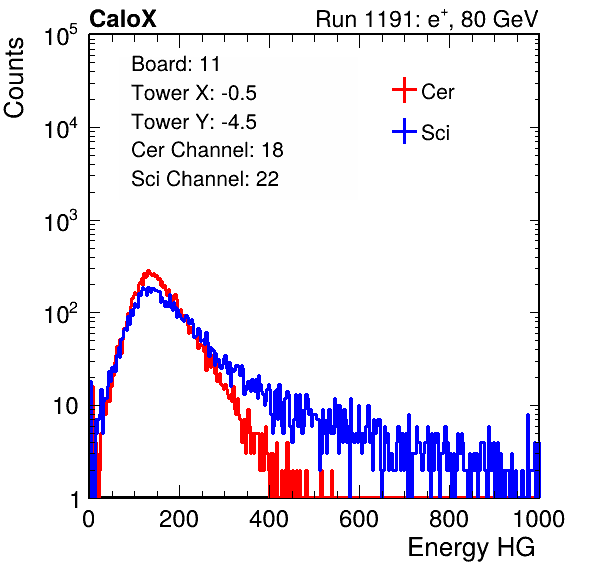 CaloX Run 1191: e⁺, 80 GeV
Counts
10⁵
10⁴
10³
10²
10
1
Board: 11
Tower X: -0.5
Tower Y: -4.5
Cer Channel: 18
Sci Channel: 22
Cer
Sci
0 200 400 600 800 1000
Energy HG